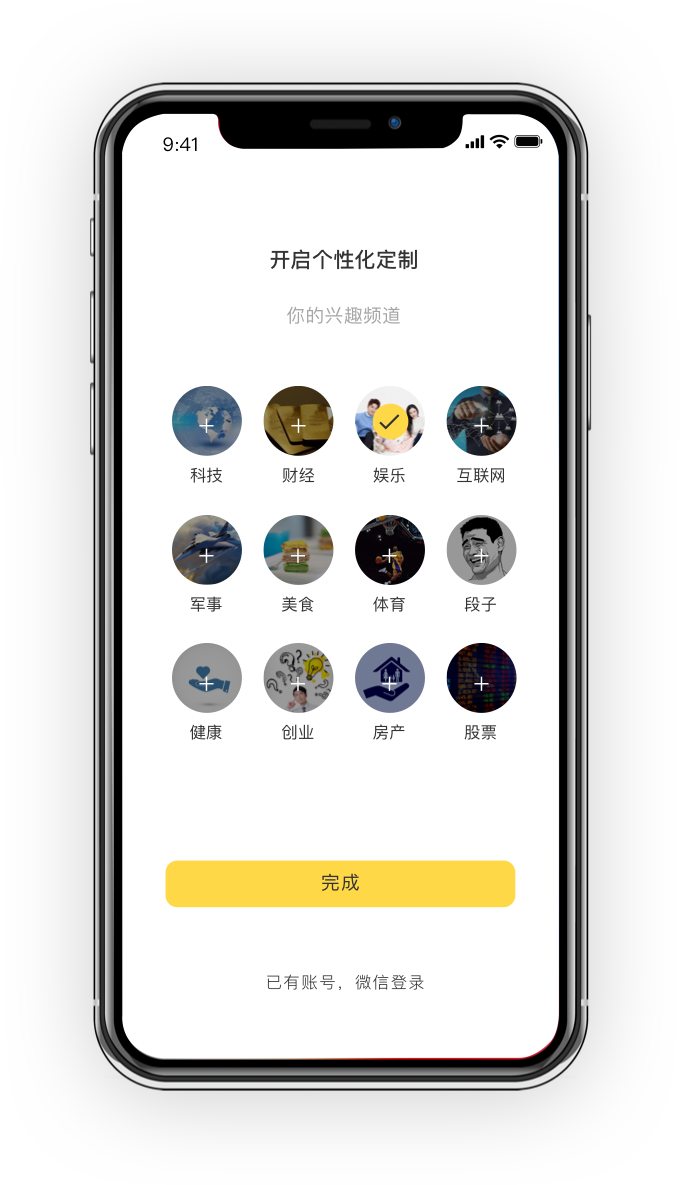 9:41
开启个性化定制
你的兴趣频道
科技 财经 娱乐 互联网
军事 美食 体育 段子
健康 创业 房产 股票
完成
已有账号，微信登录